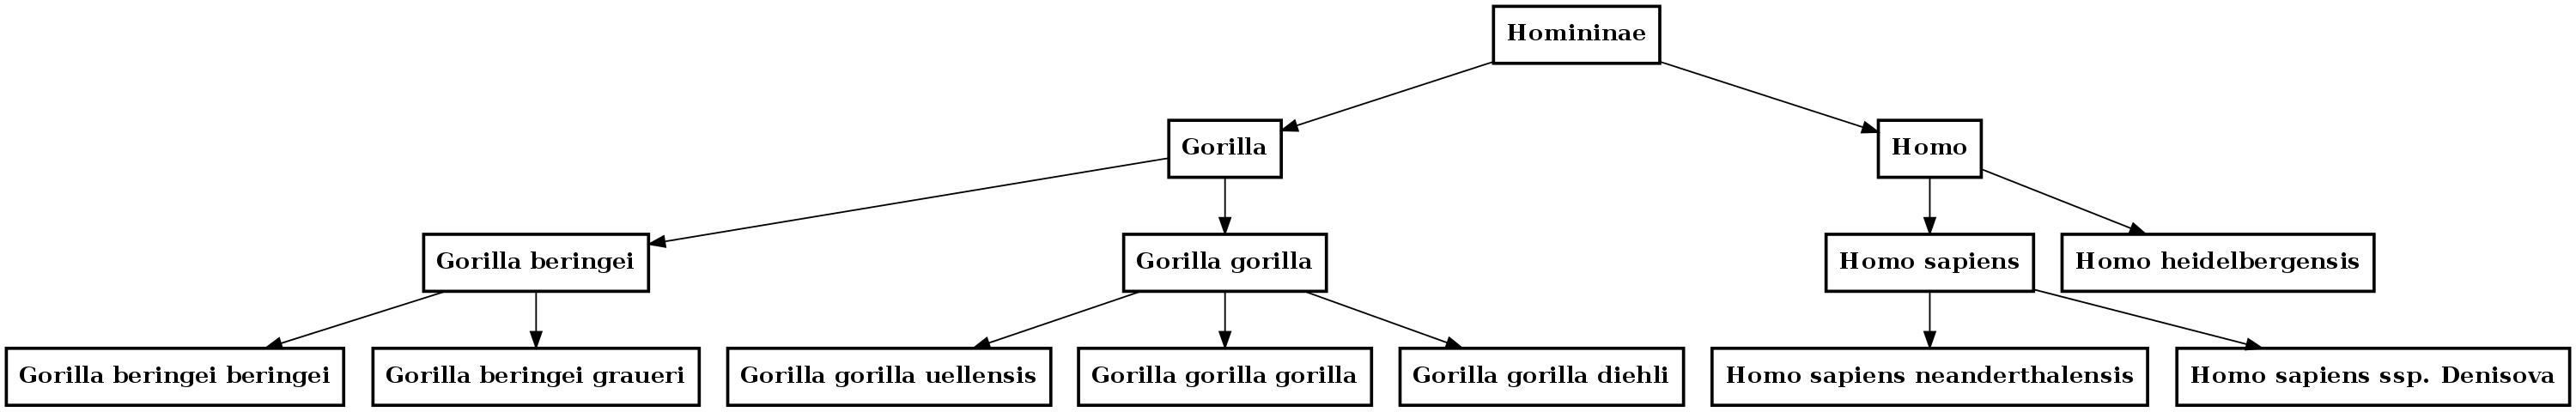 Homininae
Gorilla
Homo
Gorilla beringei
Gorilla gorilla
Homo sapiens
Homo heidelbergensis
Gorilla beringei beringei
Gorilla beringei graueri
Gorilla gorilla uellensis
Gorilla gorilla gorilla
Gorilla gorilla diehli
Homo sapiens neanderthalensis
Homo sapiens ssp. Denisova